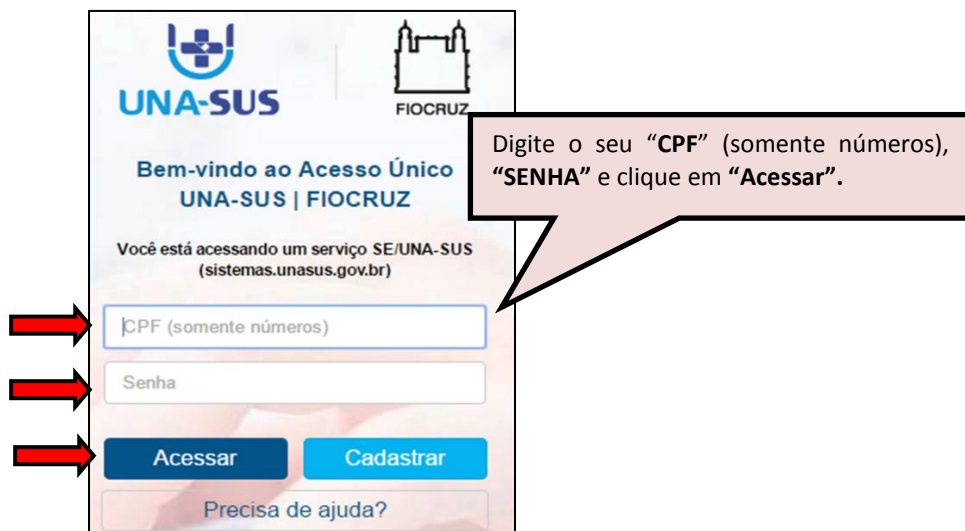 UNA-SUS
FIOCRUZ
Bem-vindo ao Acesso Único
UNA-SUS | FIOCRUZ
Você está acessando um serviço SE/UNA-SUS
(sistemas.unasus.gov.br)
CPF (somente números)
Senha
Acessar
Cadastrar
Precisa de ajuda?
Digite o seu “CPF” (somente números),
“SENHA” e clique em “Acessar”.